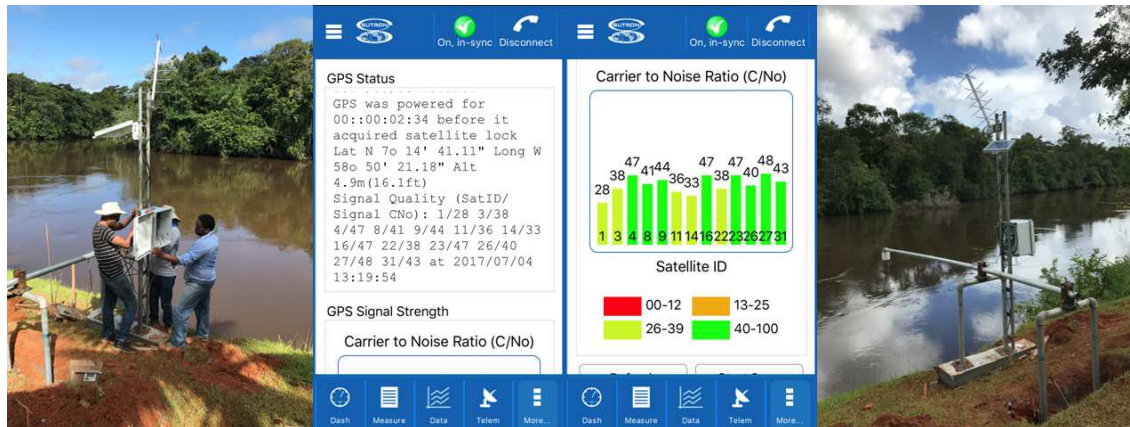 SUTRON
On, in-sync Disconnect
GPS Status
GPS was powered for
00::00:02:34 before it
acquired satellite lock
Lat N 7o 14' 41.11" Long W
58o 50' 21.18" Alt
4.9m(16.1ft)
Signal Quality (SatID/
Signal CNo): 1/28 3/38
4/47 8/41 9/44 11/36 14/33
16/47 22/38 23/47 26/40
27/48 31/43 at 2017/07/04
13:19:54
GPS Signal Strength
Carrier to Noise Ratio (C/No)
Dash Measure Data Telem More...
SUTRON
On, in-sync Disconnect
Carrier to Noise Ratio (C/No)
28 38 47 41 44 36 33 47 38 47 40 48 43
1 3 4 8 9 11 14 16 22 23 26 27 31
Satellite ID
00-12 13-25
26-39 40-100
Dash Measure Data Telem More...